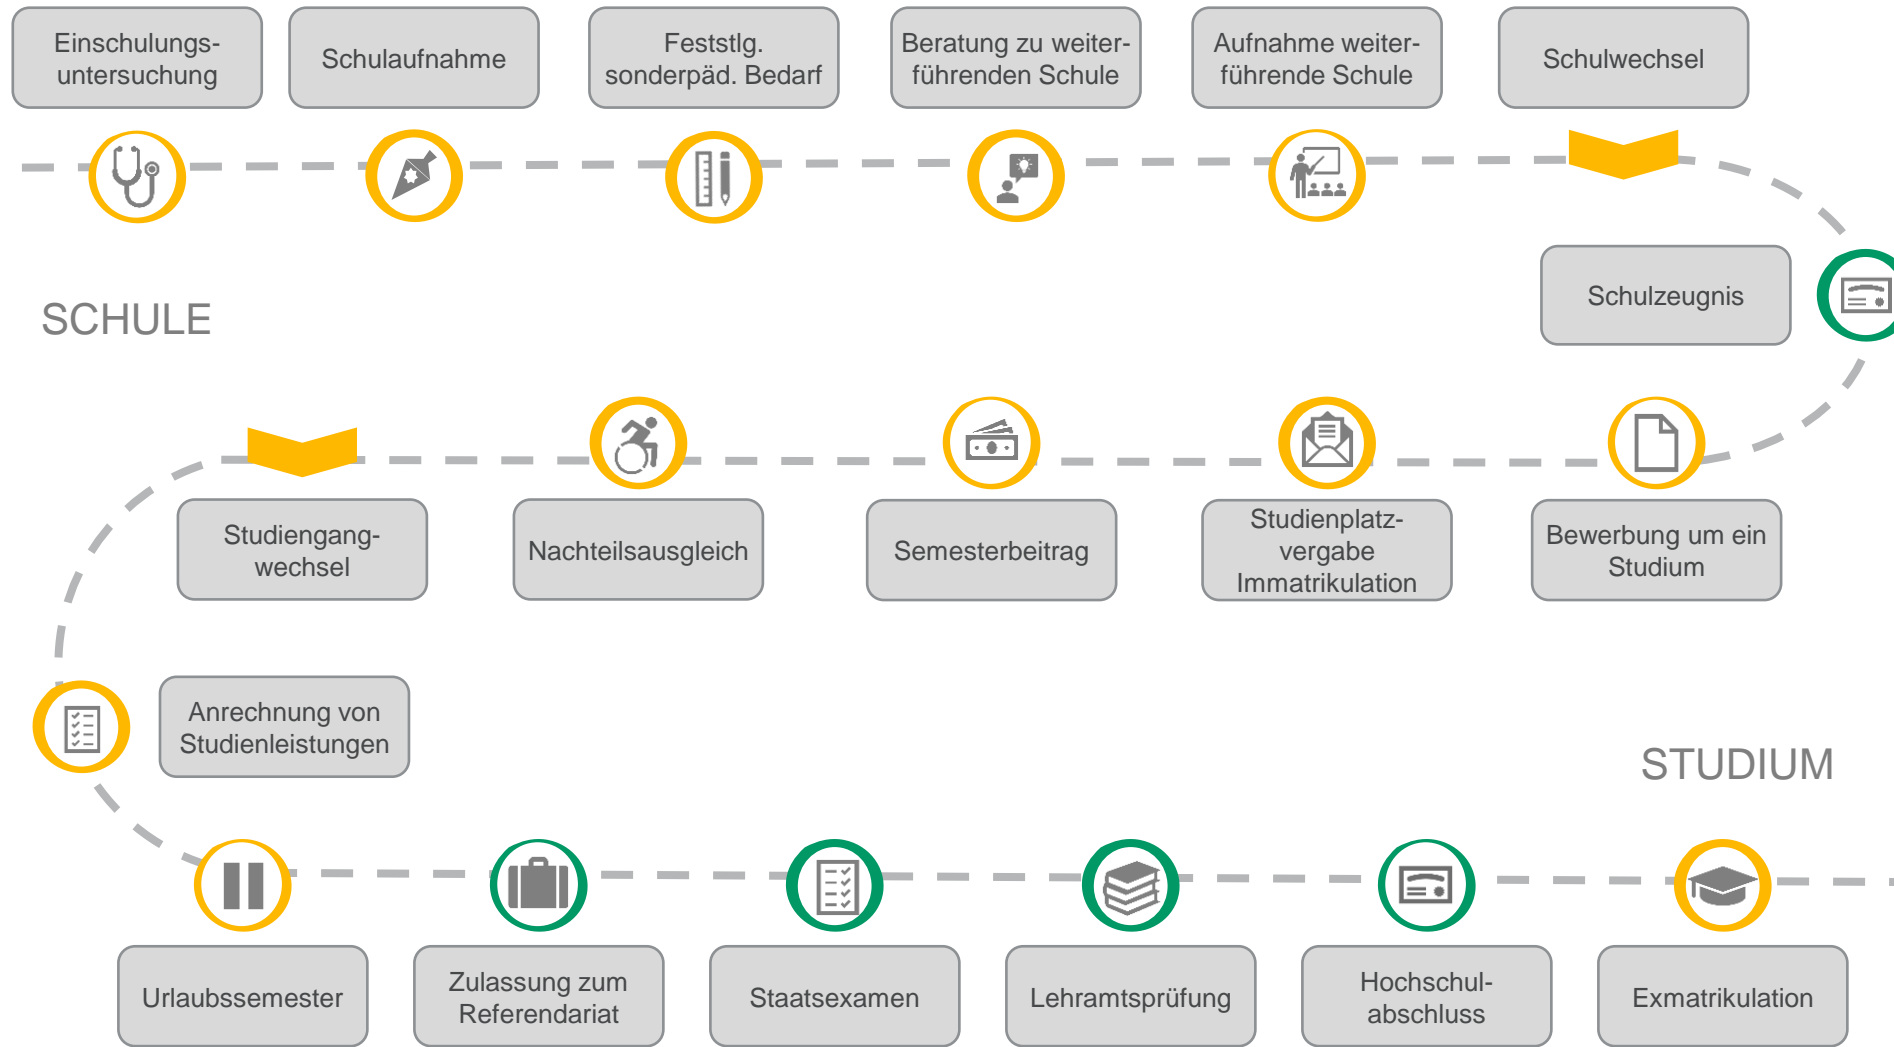 Einschulungs-
untersuchung
Schulaufnahme
Feststlg.
sonderpäd. Bedarf
Beratung zu weiter-
führenden Schule
Aufnahme weiter-
führende Schule
Schulwechsel
SCHULE
Schulzeugnis
Studiengang-
wechsel
Nachteilsausgleich
Semesterbeitrag
Studienplatz-
vergabe
Immatrikulation
Bewerbung um ein
Studium
Anrechnung von
Studienleistungen
STUDIUM
Urlaubssemester
Zulassung zum
Referendariat
Staatsexamen
Lehramtsprüfung
Hochschul-
abschluss
Exmatrikulation